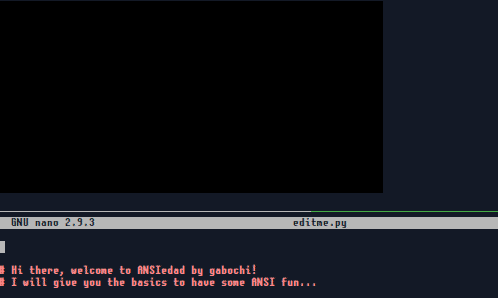 GNU nano 2.9.3 editme.py
# Hi there, welcome to ANSIedad by gabochi!
# I will give you the basics to have some ANSI fun...